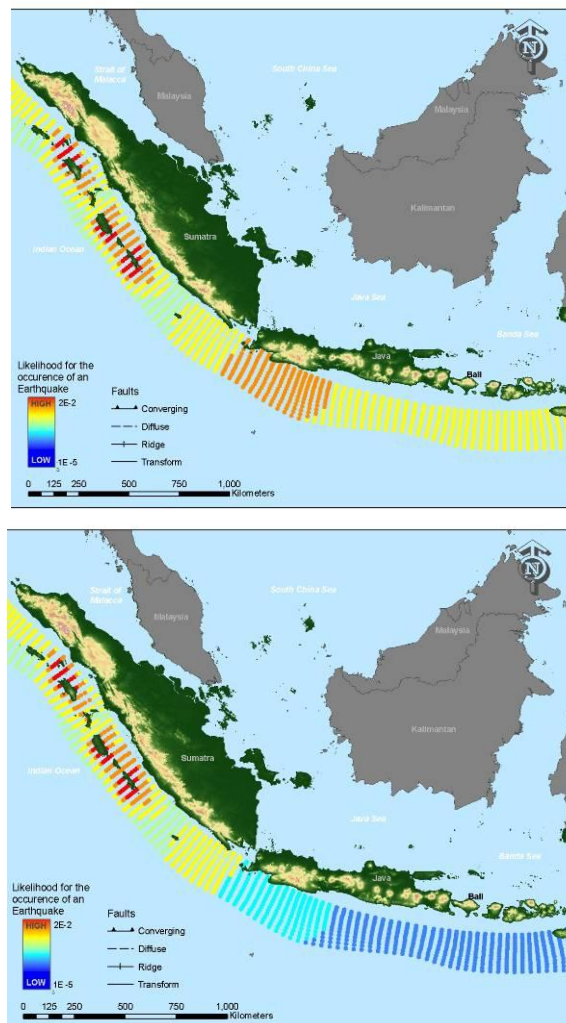 N
Strait of
Malacca
South China Sea
Malaysia
Malaysia
Kalimantan
Sumatra
Indian Ocean
Java Sea
Banda Sea
Java
Bali
Likelihood for the
occurence of an
Earthquake
HIGH
2E-2
LOW
1E -5
Faults
Converging
Diffuse
Ridge
Transform
0 125 250 500 750 1,000
Kilometers
N
Strait of
Malacca
South China Sea
Malaysia
Malaysia
Kalimantan
Sumatra
Indian Ocean
Java Sea
Banda Sea
Java
Bali
Likelihood for the
occurence of an
Earthquake
HIGH
2E-2
LOW
1E -5
Faults
Converging
Diffuse
Ridge
Transform
0 125 250 500 750 1,000
Kilometers